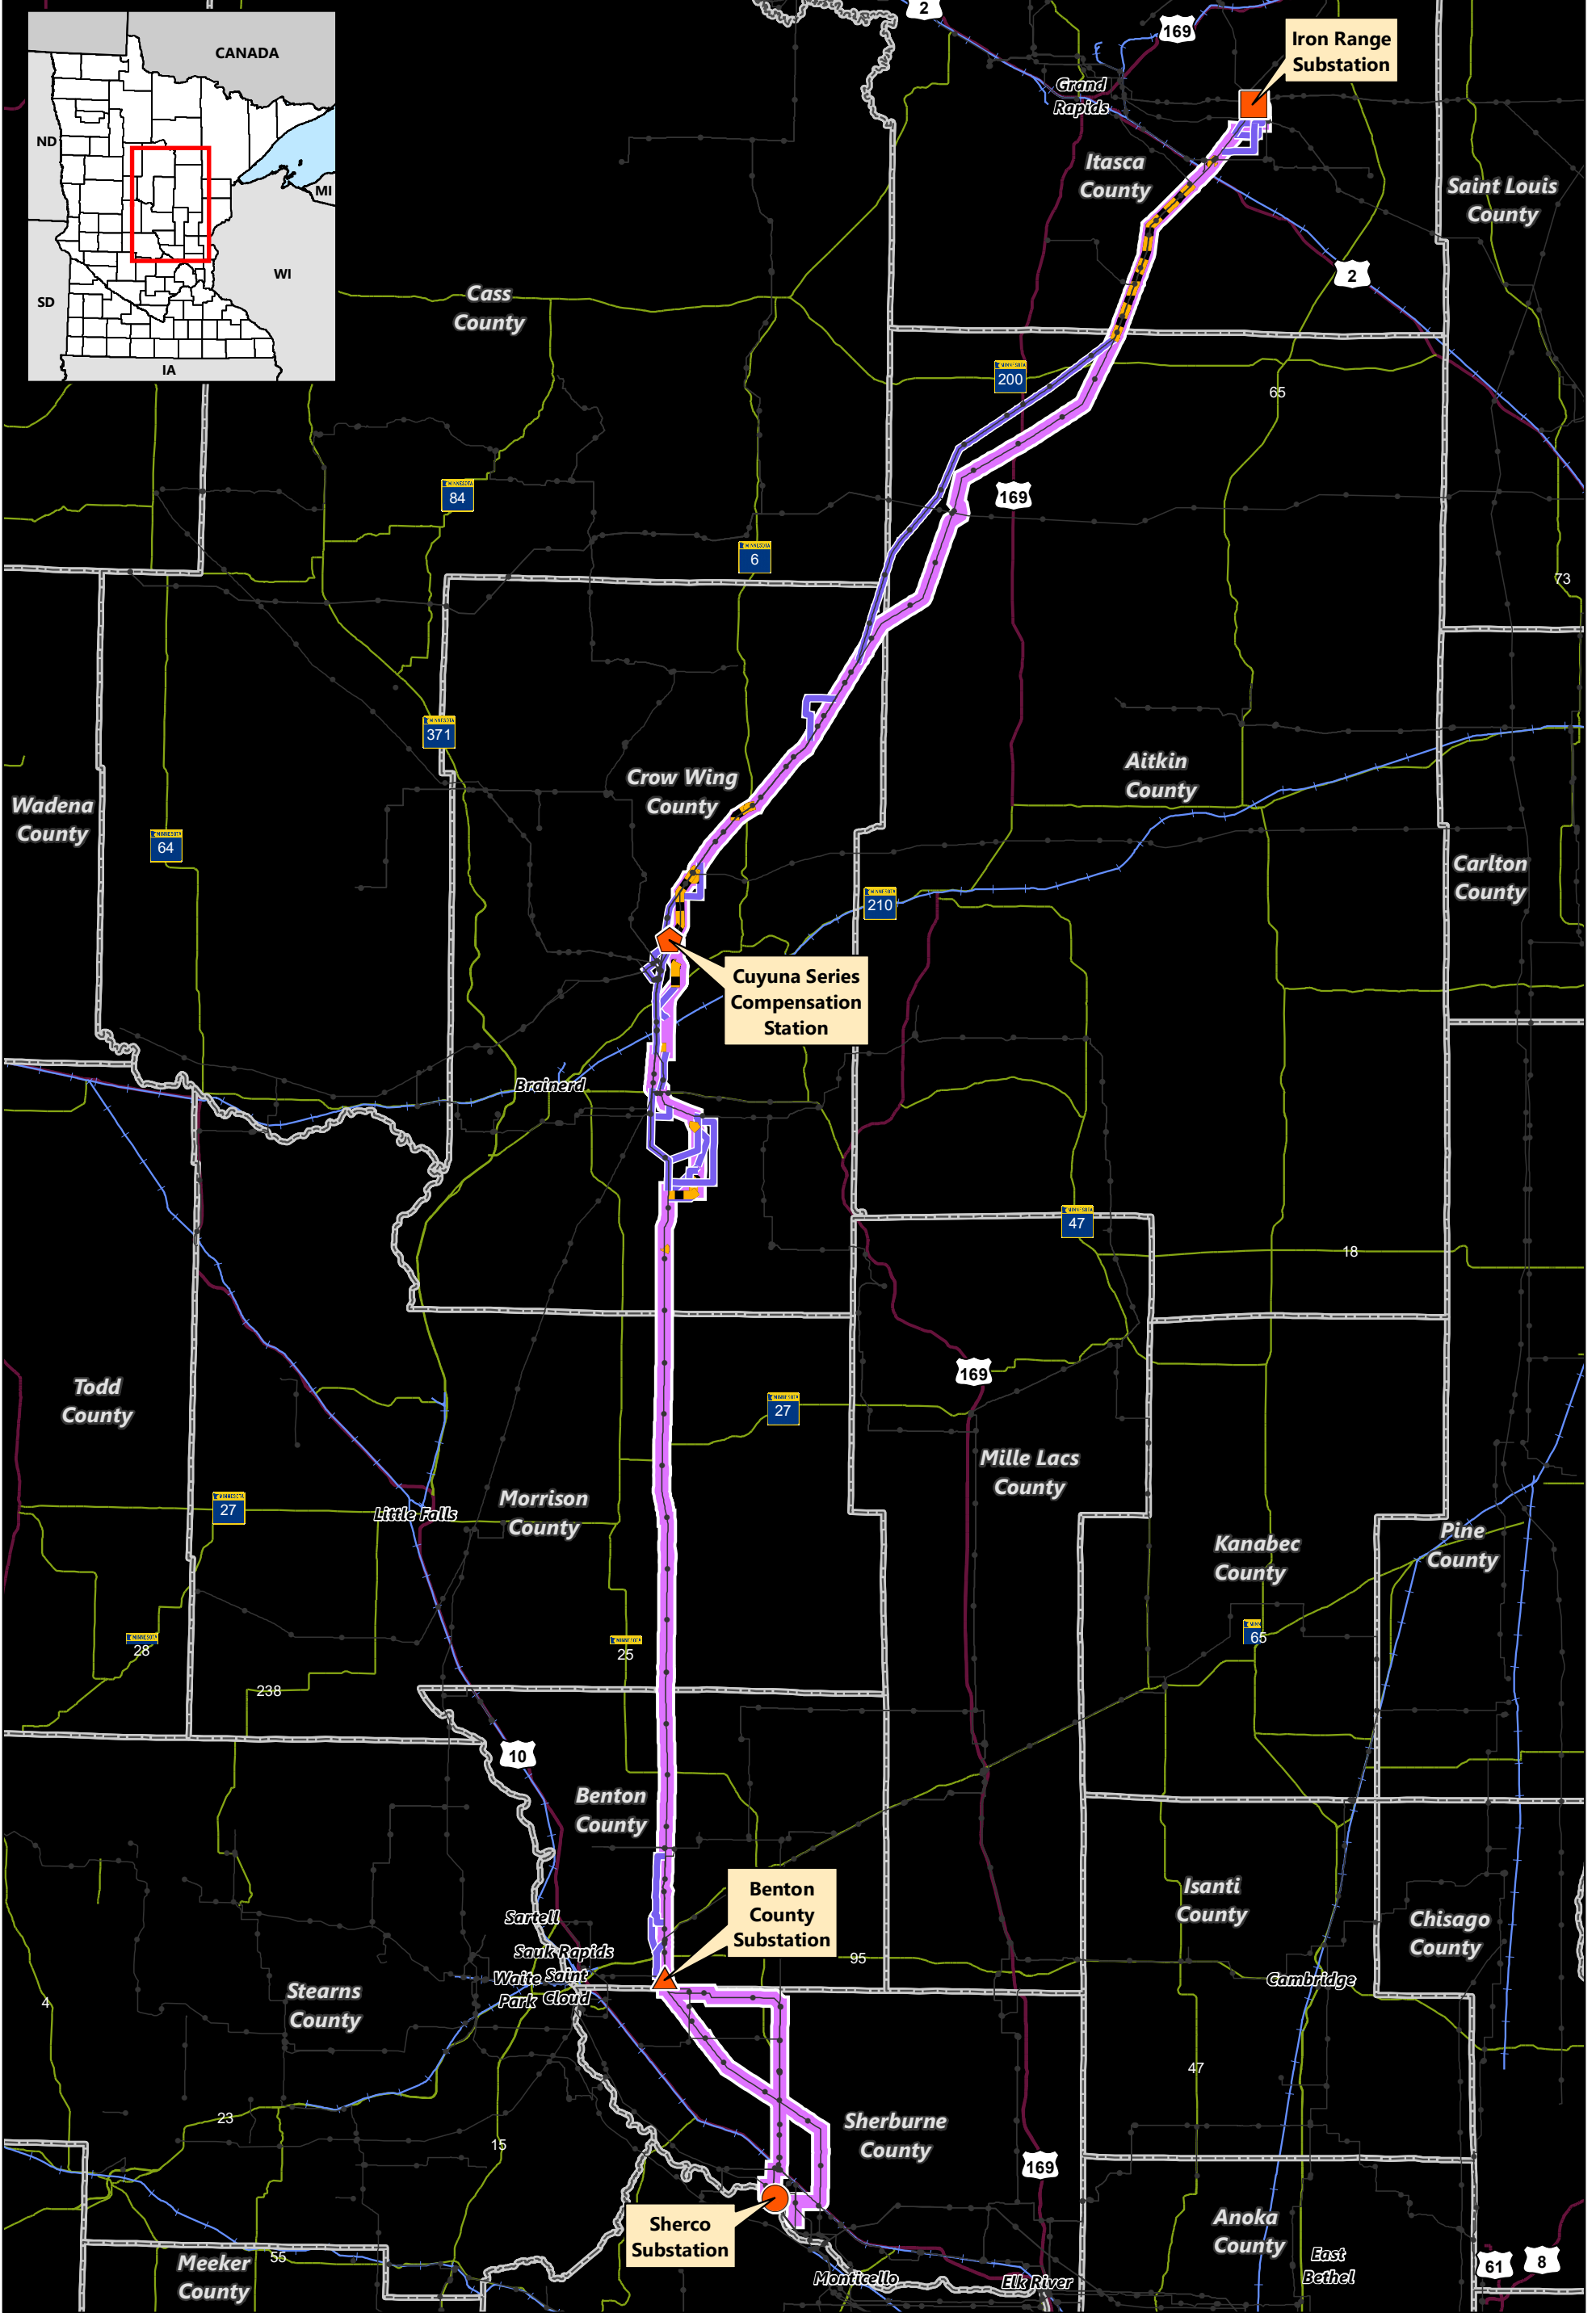 CANADA
ND
MI
WI
SD
IA
2
169
Iron Range
Substation
Grand
Rapids
Itasca
County
Saint Louis
County
2
Cass
County
200
65
84
169
6
73
371
Crow Wing
County
Aitkin
County
Wadena
County
64
Carlton
County
210
Cuyuna Series
Compensation
Station
Brainerd
47
18
169
Todd
County
27
Mille Lacs
County
Morrison
County
27
Little Falls
Kanabec
County
Pine
County
MINNESOTA
28
MINNESOTA
25
65
238
10
Benton
County
Benton
County
Substation
Isanti
County
Sartell
Chisago
County
Sauk Rapids
95
Waite
Park
Saint
Cloud
Cambridge
Stearns
County
4
47
23
Sherburne
County
15
169
Sherco
Substation
Anoka
County
Meeker
County
55
East
Bethel
61
8
Monticello
Elk River